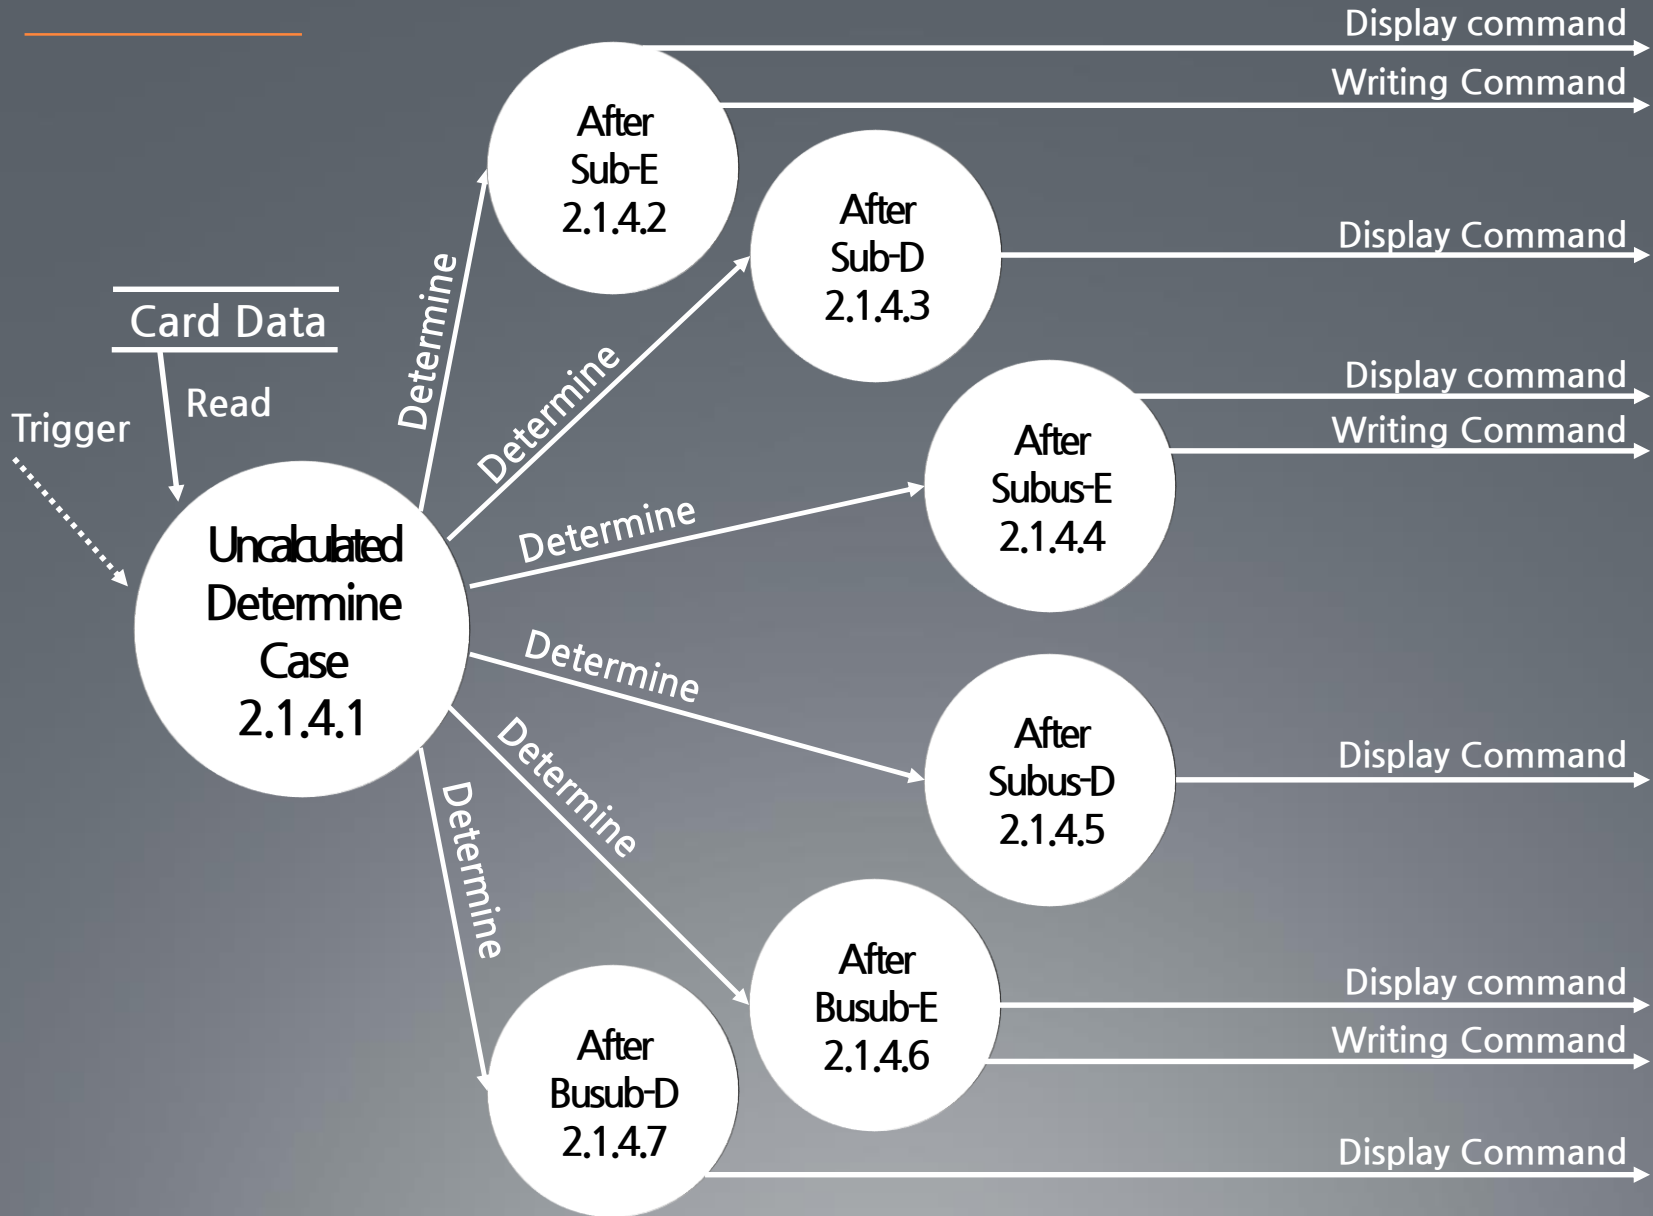 Display command
Writing Command
After
Sub-E
2.1.4.2
After
Sub-D
2.1.4.3
Display Command
Determine
Card Data
Determine
Read
Trigger
Display command
Writing Command
After
Subus-E
2.1.4.4
Determine
Uncalculated
Determine
Case
2.1.4.1
Determine
After
Subus-D
2.1.4.5
Display Command
Determine
Determine
After
Busub-E
2.1.4.6
Display command
Writing Command
After
Busub-D
2.1.4.7
Display Command